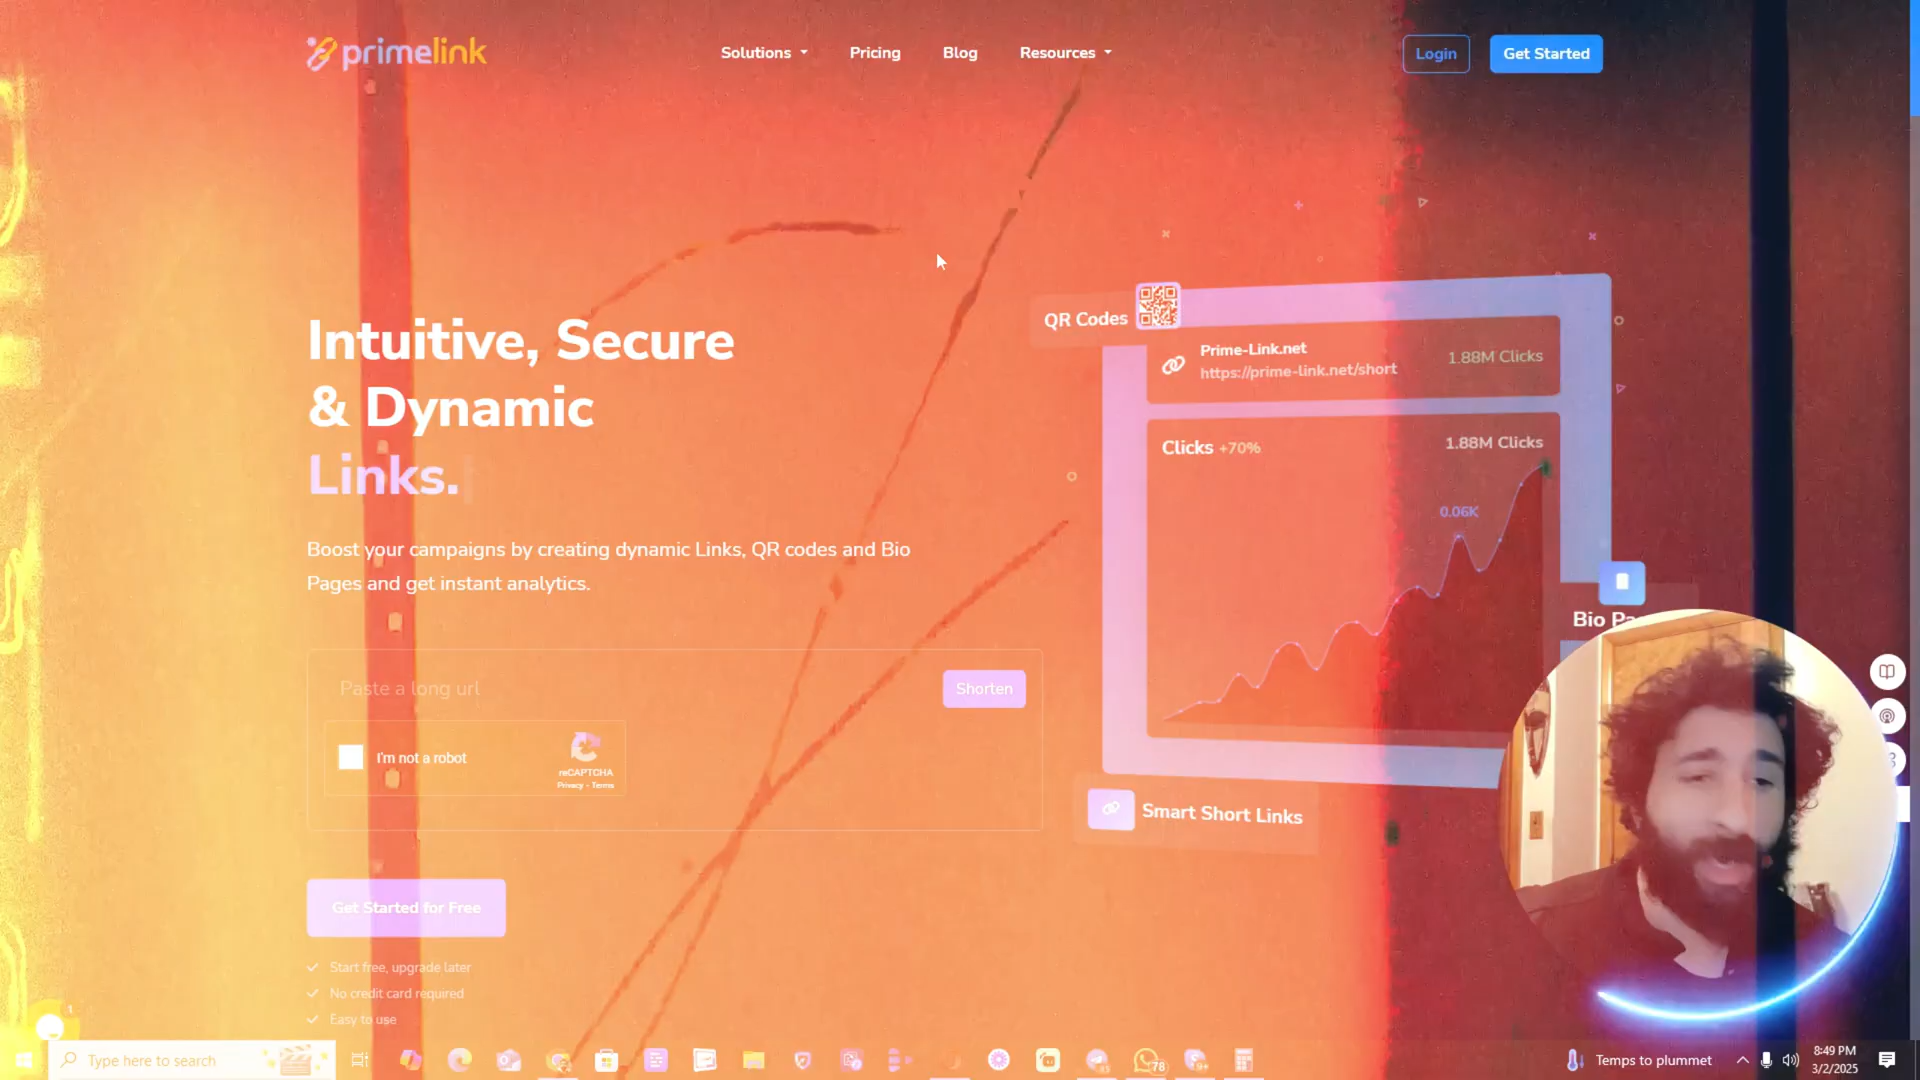 primelink
Solutions
Pricing
Blog
Resources
Login
Get Started
Intuitive, Secure
& Dynamic
Links.
Boost your campaigns by creating dynamic Links, QR codes and Bio
Pages and get instant analytics.
Paste a long url
Shorten
I'm not a robot
reCAPTCHA
Privacy - Terms
Get Started for Free
Start free, upgrade later
No credit card required
Easy to use
QR Codes
Prime-Link.net
https://prime-link.net/short
1.88M Clicks
Clicks +70%
1.88M Clicks
0.06K
Bio Pa
Smart Short Links
1
Type here to search
78
Temps to plummet
8:49 PM
3/2/2025